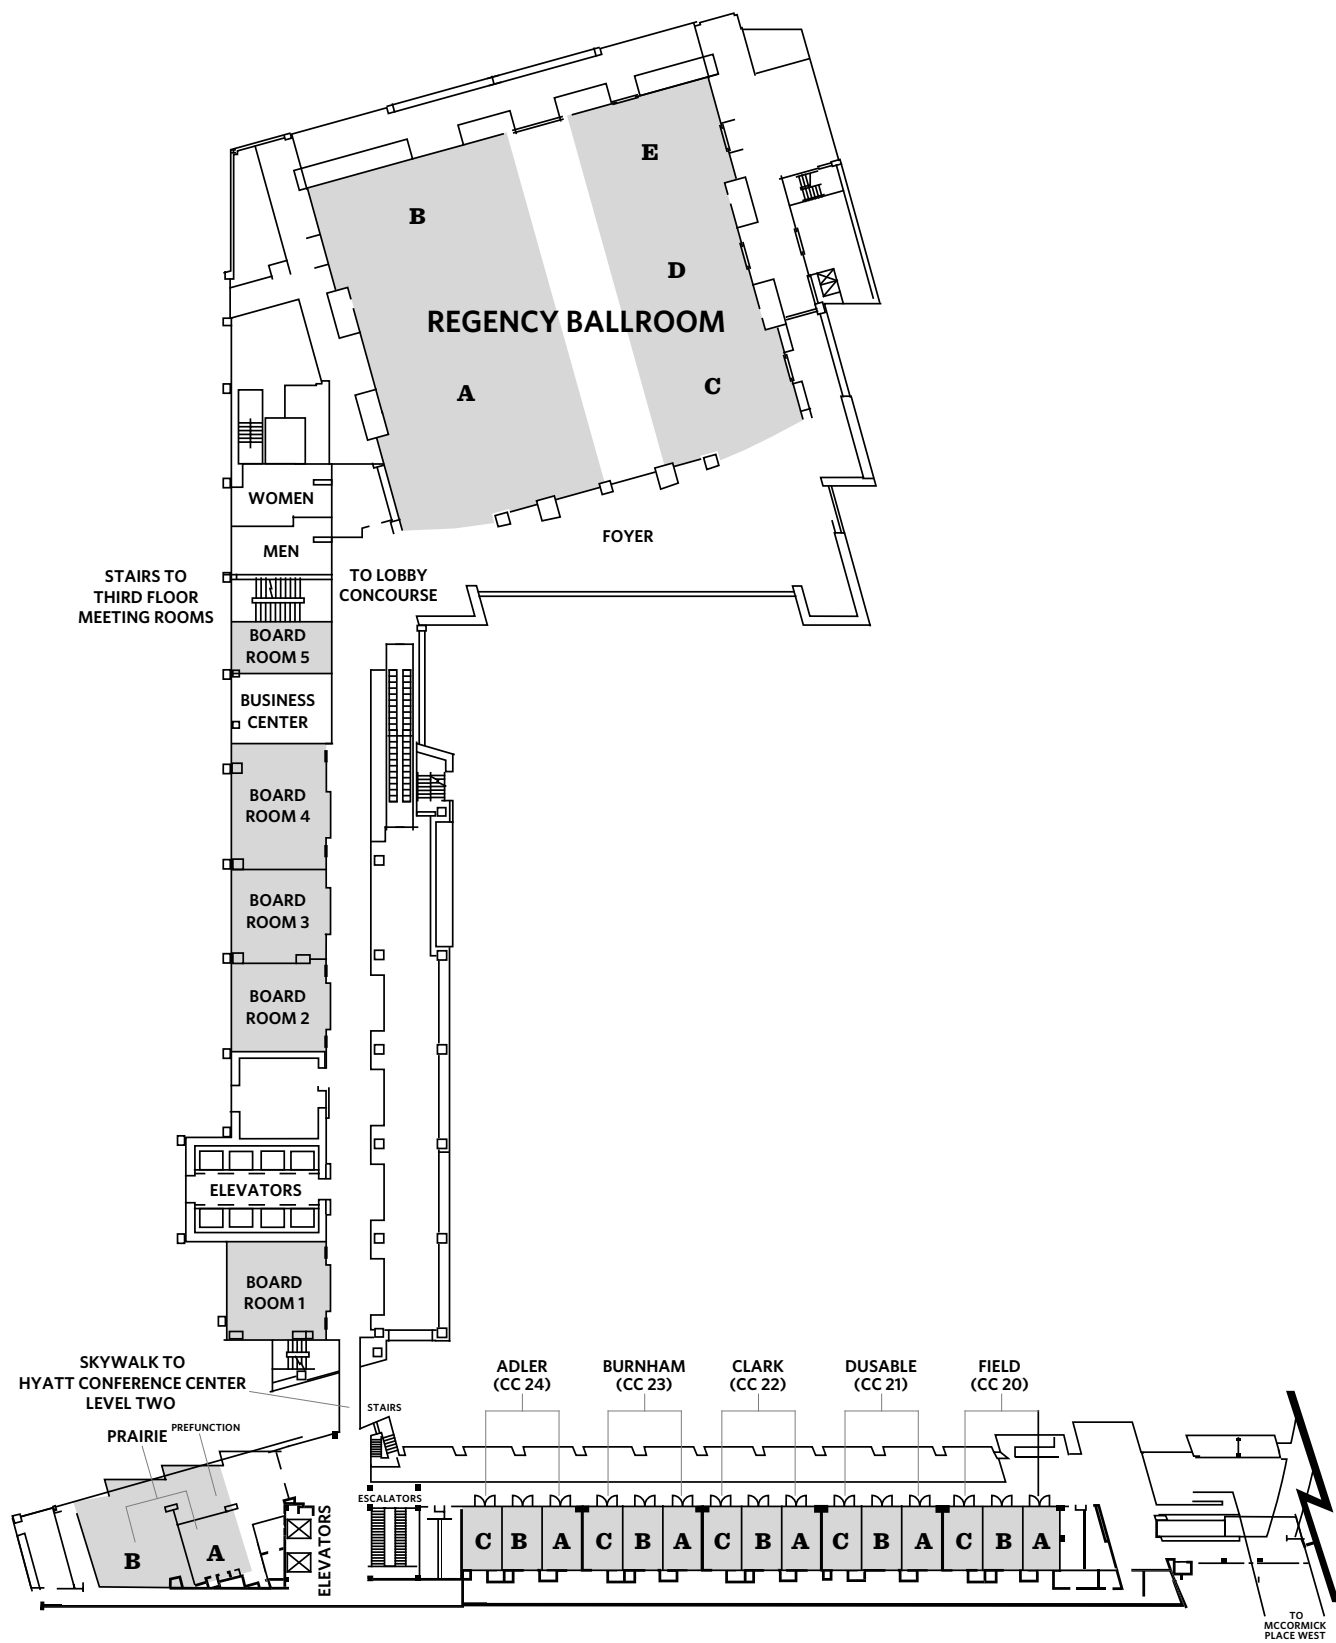 E
B
D
REGENCY BALLROOM
A
C
WOMEN
FOYER
MEN
STAIRS TO
THIRD FLOOR
MEETING ROOMS
TO LOBBY
CONCOURSE
BOARD
ROOM 5
BUSINESS
CENTER
BOARD
ROOM 4
BOARD
ROOM 3
BOARD
ROOM 2
ELEVATORS
BOARD
ROOM 1
SKYWALK TO
HYATT CONFERENCE CENTER
LEVEL TWO
STAIRS
ADLER
(CC 24)
BURNHAM
(CC 23)
CLARK
(CC 22)
DUSABLE
(CC 21)
FIELD
(CC 20)
PRAIRIE
PREFUNCTION
ESCALATORS
ELEVATORS
B
A
C B A C B A C B A C B A C B A
TO
MCCORMICK
PLACE WEST